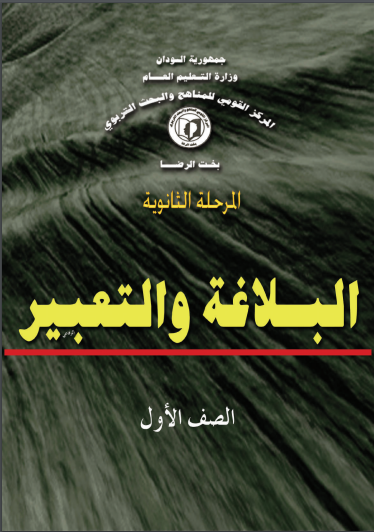 جمهورية السودان
وزارة التعليم العام
المركز القومي للمناهج والبحث التربوي
بخت الرضا
المرحلة الثانوية
البلاغة والتعبير
الصف الأول